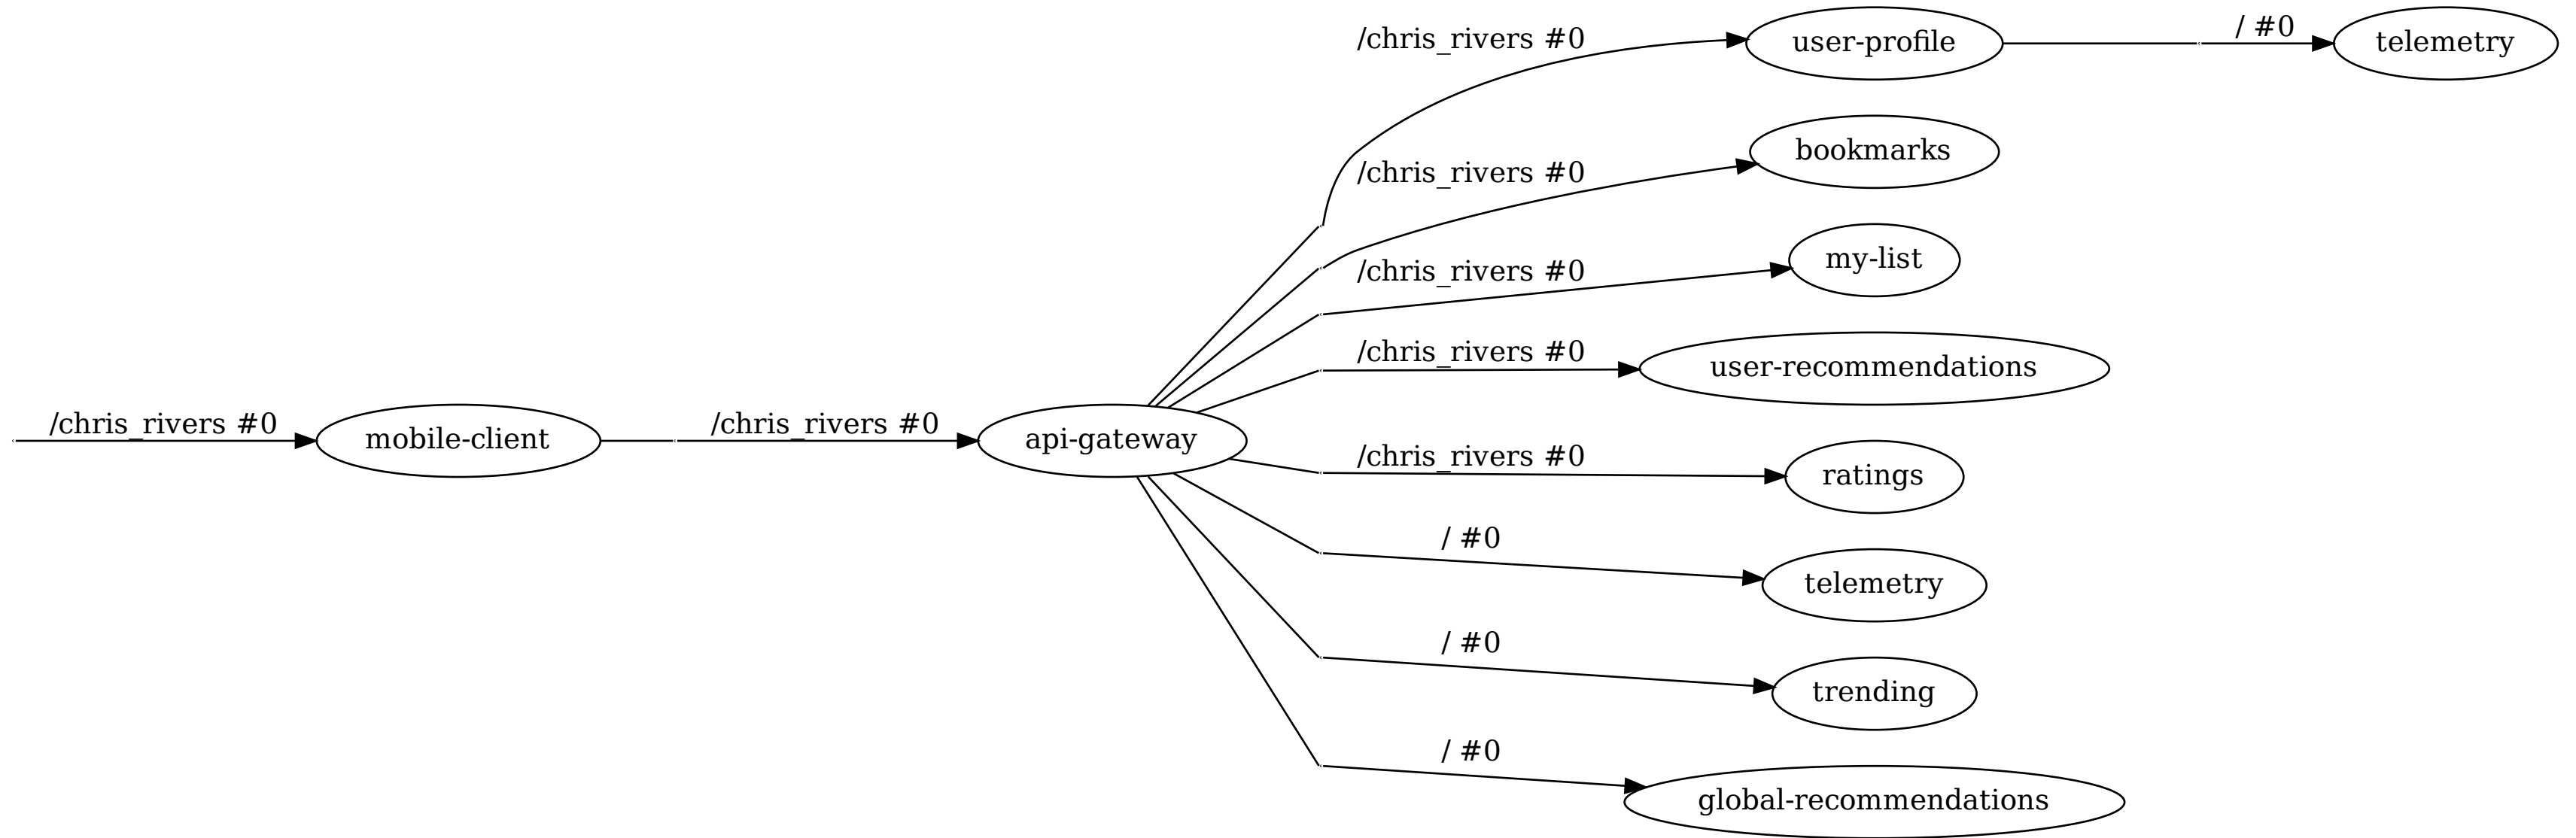 /chris_rivers #0
user-profile
/ #0
telemetry
/chris_rivers #0
bookmarks
/chris_rivers #0
my-list
/chris_rivers #0
user-recommendations
/chris_rivers #0
mobile-client
/chris_rivers #0
api-gateway
/chris_rivers #0
ratings
/ #0
telemetry
/ #0
trending
/ #0
global-recommendations